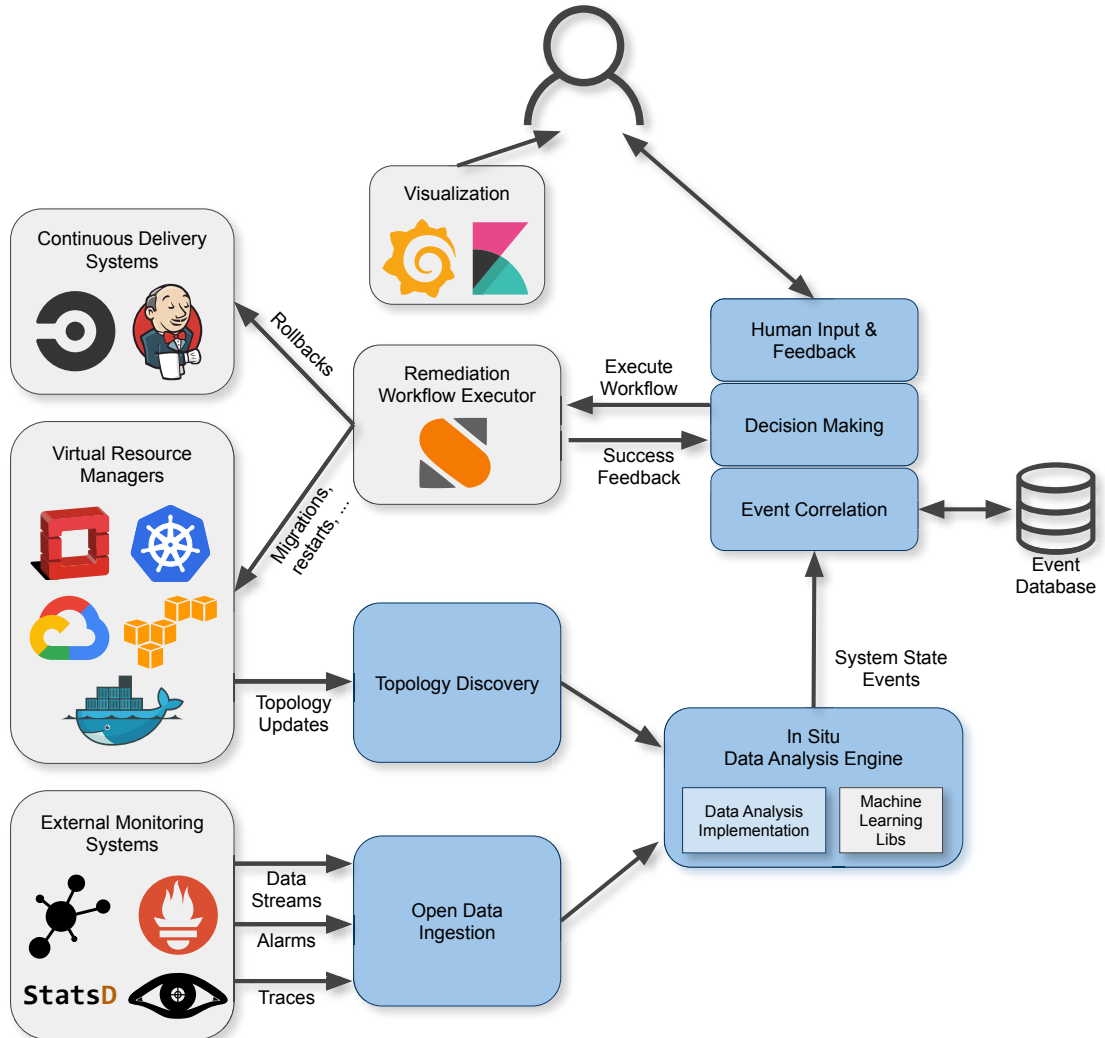 Visualization
Continuous Delivery
Systems
Rollbacks
Remediation
Workflow Executor
Execute
Workflow
Success
Feedback
Human Input &
Feedback
Decision Making
Event Correlation
Event
Database
Virtual Resource
Managers
Migrations,
restarts, ...
Topology
Updates
Topology Discovery
System State
Events
In Situ
Data Analysis Engine
Data Analysis
Implementation
Machine
Learning
Libs
External Monitoring
Systems
StatsD
Data
Streams
Alarms
Traces
Open Data
Ingestion